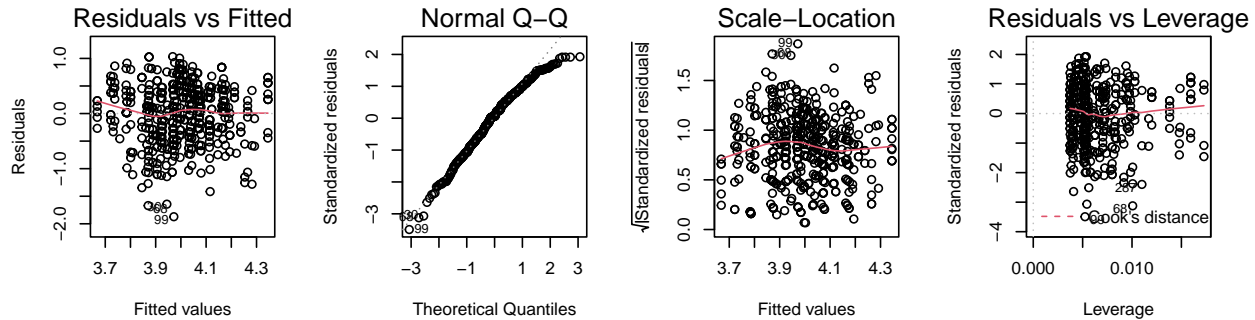 Residuals vs Fitted
Residuals
−2.0 −1.0 0.0 1.0
99
3.7 3.9 4.1 4.3
Fitted values
Normal Q−Q
Standardized residuals
−3 −1 0 1 2
99
−3 −1 1 2 3
Theoretical Quantiles
Scale−Location
√|Standardized residuals|
0.0 0.5 1.0 1.5
99
3.7 3.9 4.1 4.3
Fitted values
Residuals vs Leverage
Standardized residuals
−4 −2 0 2
68
Cook's distance
0.000 0.010
Leverage